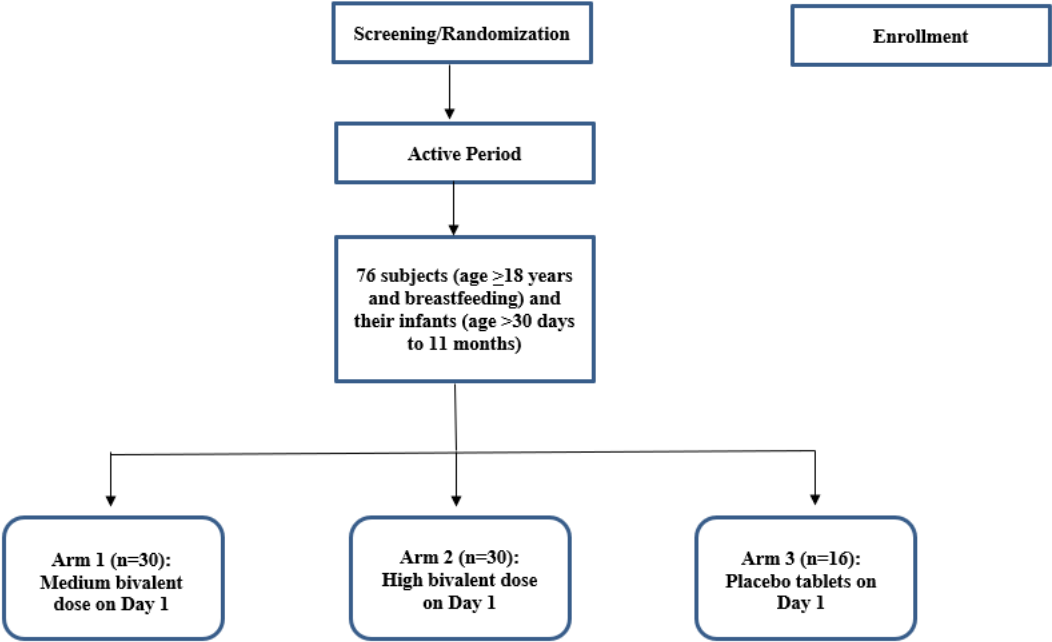 Screening/Randomization
Enrollment
Active Period
76 subjects (age ≥18 years
and breastfeeding) and
their infants (age >30 days
to 11 months)
Arm 1 (n=30):
Medium bivalent
dose on Day 1
Arm 2 (n=30):
High bivalent dose
on Day 1
Arm 3 (n=16):
Placebo tablets on
Day 1